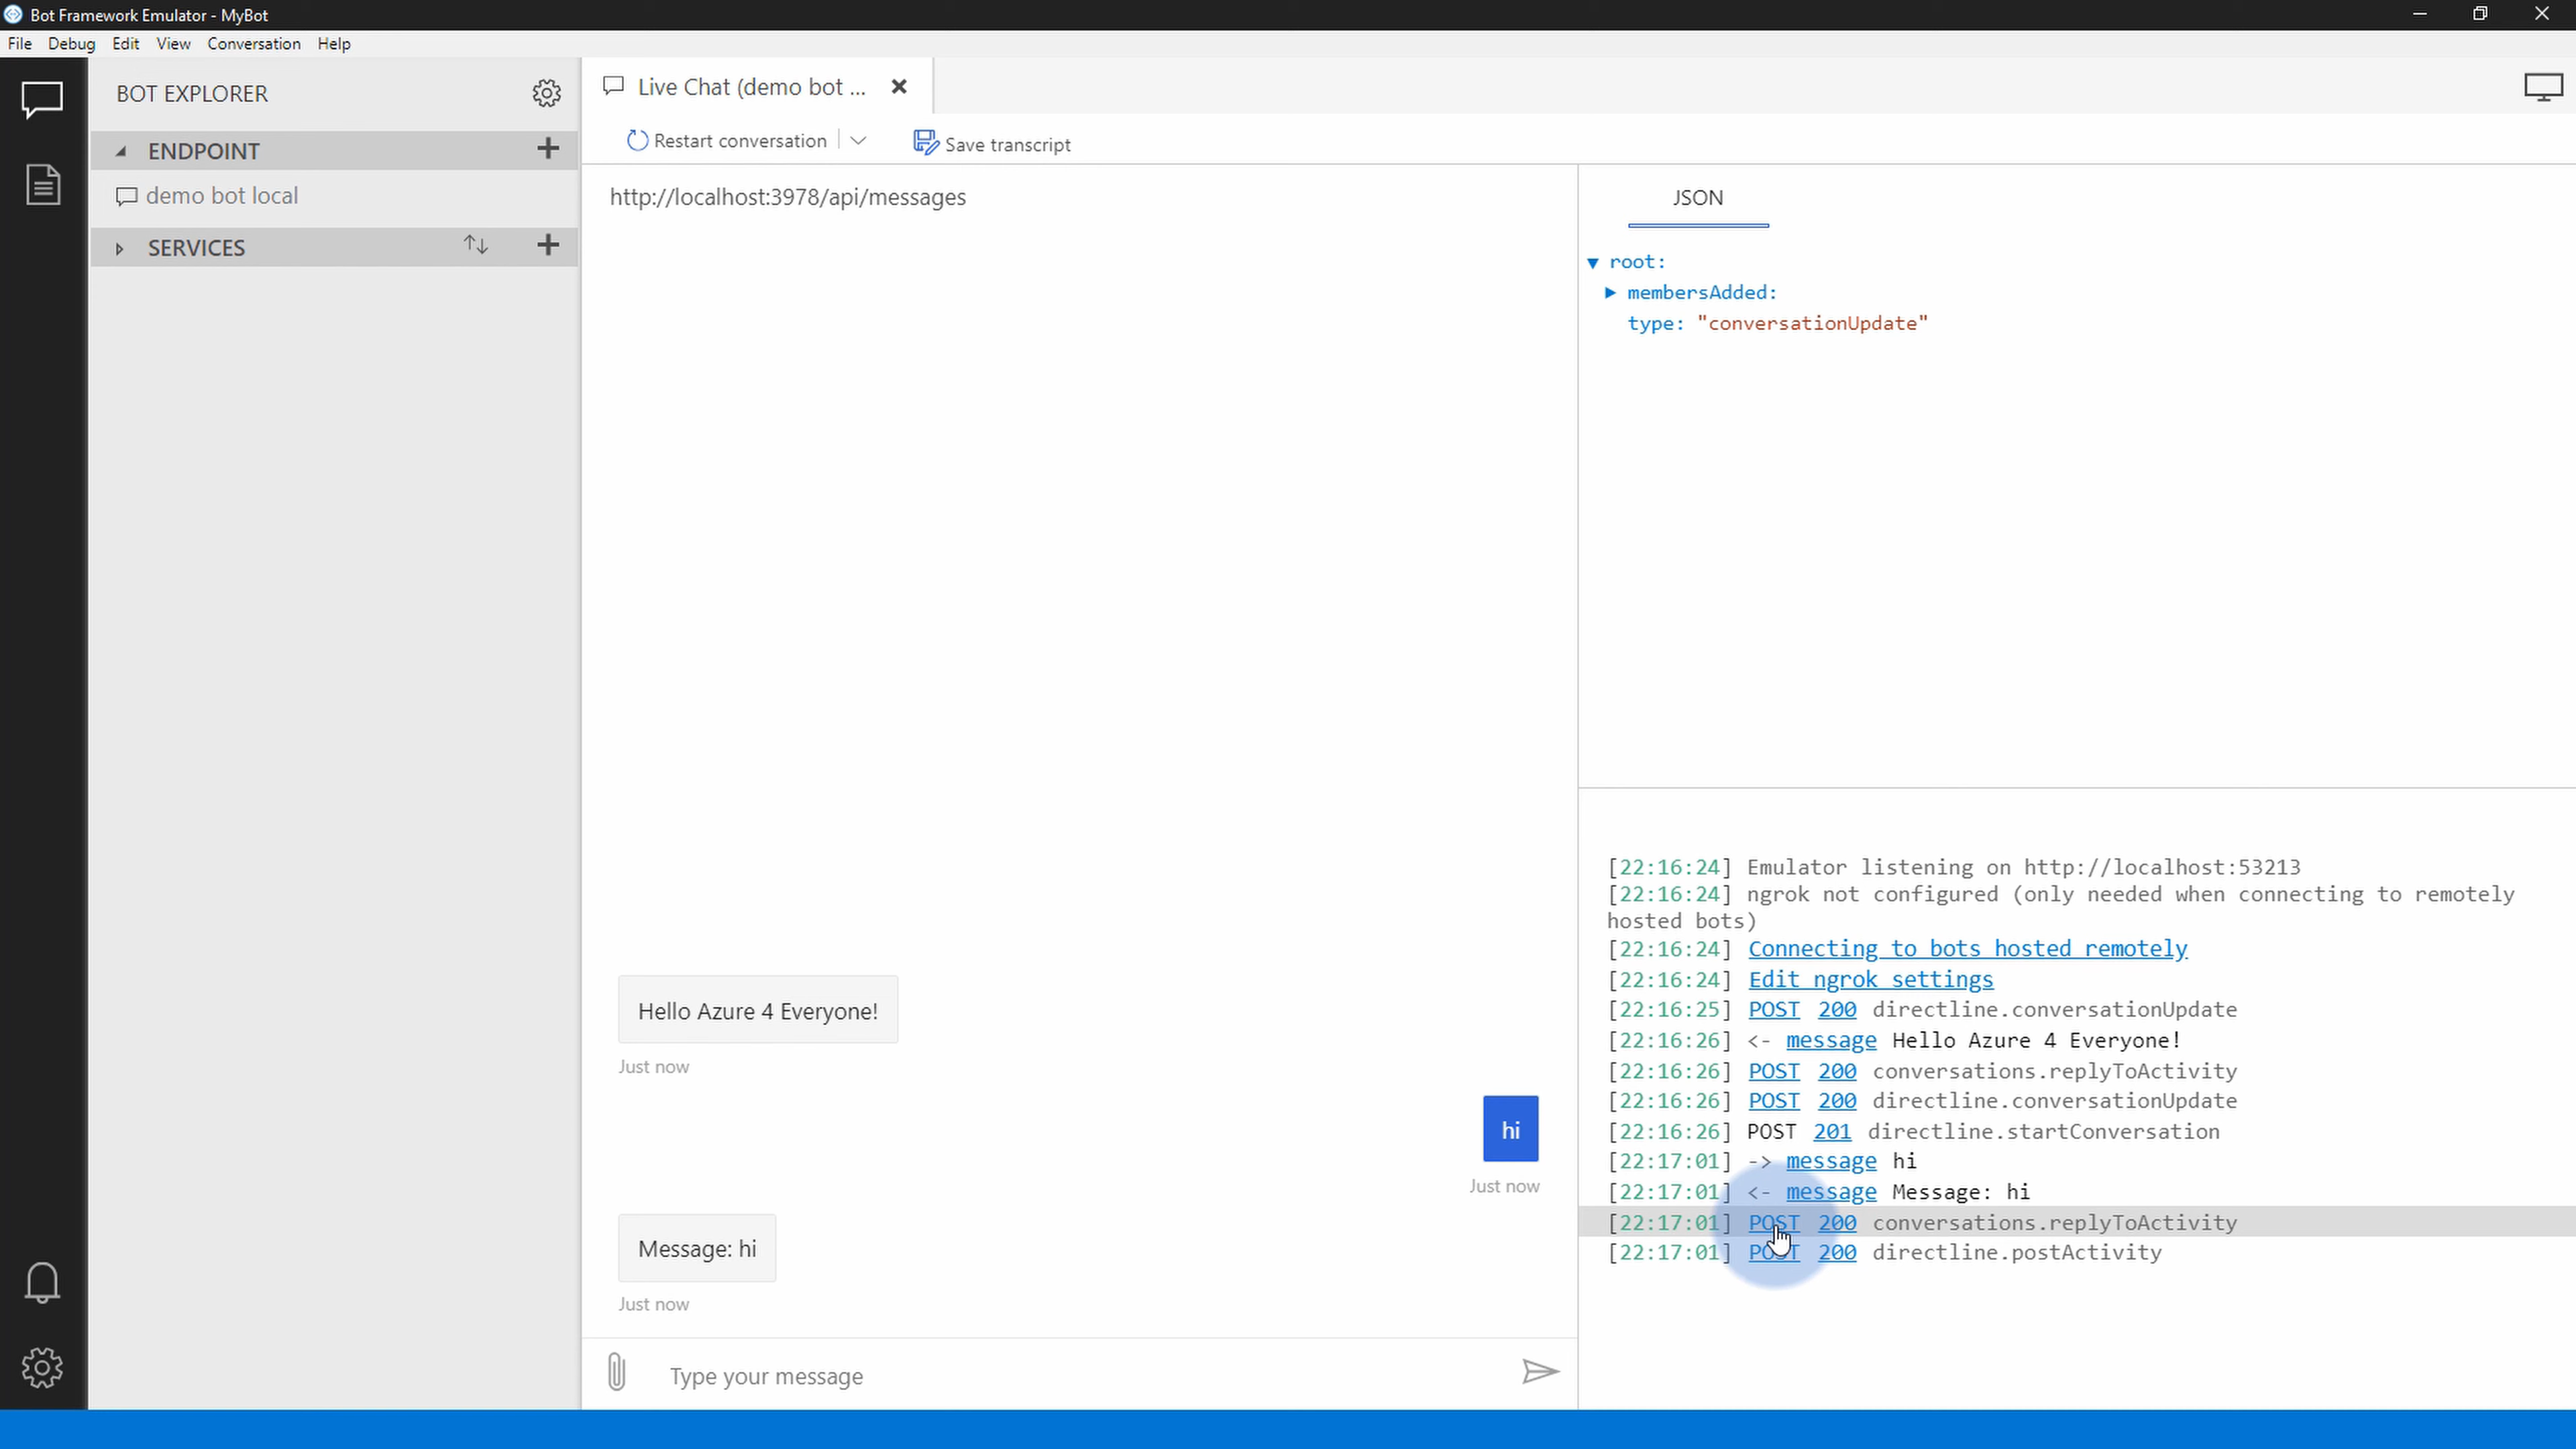 Bot Framework Emulator - MyBot
File Debug Edit View Conversation Help
BOT EXPLORER
ENDPOINT
demo bot local
SERVICES
Live Chat (demo bot ...
Restart conversation
Save transcript
http://localhost:3978/api/messages
Hello Azure 4 Everyone!
Just now
hi
Just now
Message: hi
Just now
Type your message
JSON
root:
membersAdded:
type: "conversationUpdate"
[22:16:24] Emulator listening on http://localhost:53213
[22:16:24] ngrok not configured (only needed when connecting to remotely
hosted bots)
[22:16:24] Connecting to bots hosted remotely
[22:16:24] Edit ngrok settings
[22:16:25] POST 200 directline.conversationUpdate
[22:16:26] <- message Hello Azure 4 Everyone!
[22:16:26] POST 200 conversations.replyToActivity
[22:16:26] POST 200 directline.conversationUpdate
[22:16:26] POST 201 directline.startConversation
[22:17:01] -> message hi
[22:17:01] <- message Message: hi
[22:17:01] POST 200 conversations.replyToActivity
[22:17:01] POST 200 directline.postActivity